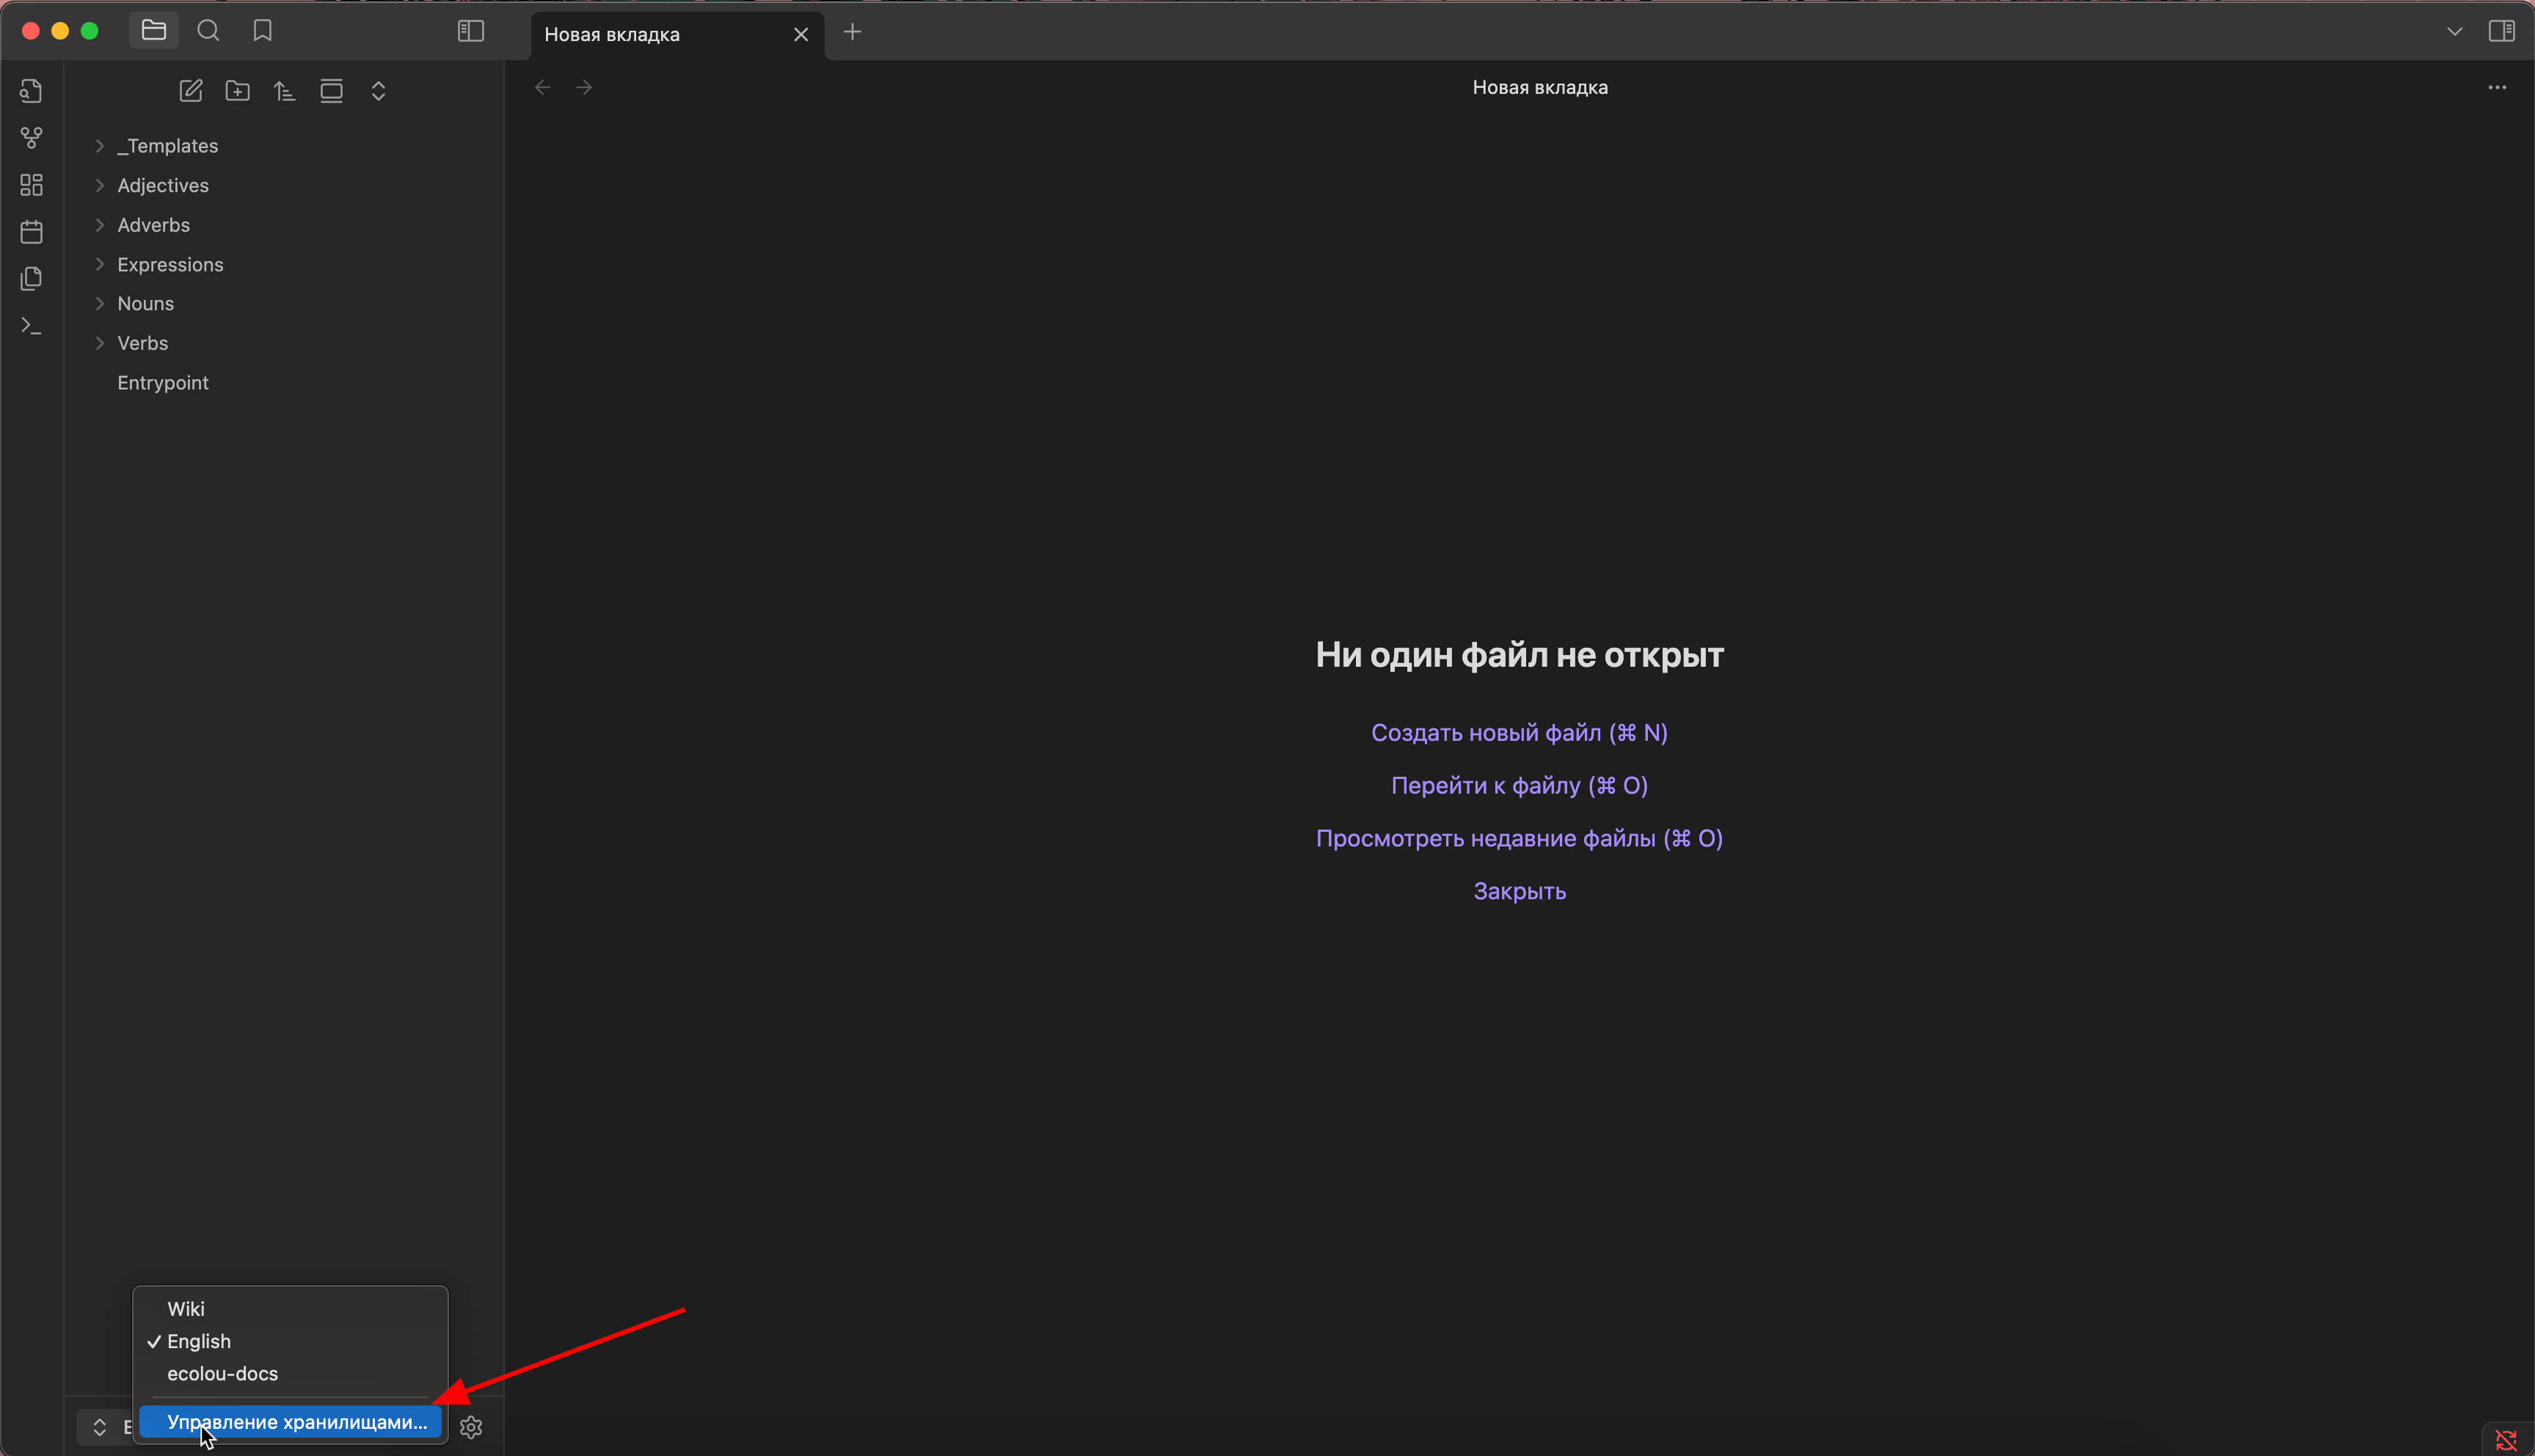 Новая вкладка
Новая вкладка
_Templates
Adjectives
Adverbs
Expressions
Nouns
Verbs
Entrypoint
Ни один файл не открыт
Создать новый файл (⌘ N)
Перейти к файлу (⌘ O)
Просмотреть недавние файлы (⌘ O)
Закрыть
Wiki
✓ English
ecolou-docs
Управление хранилищами...